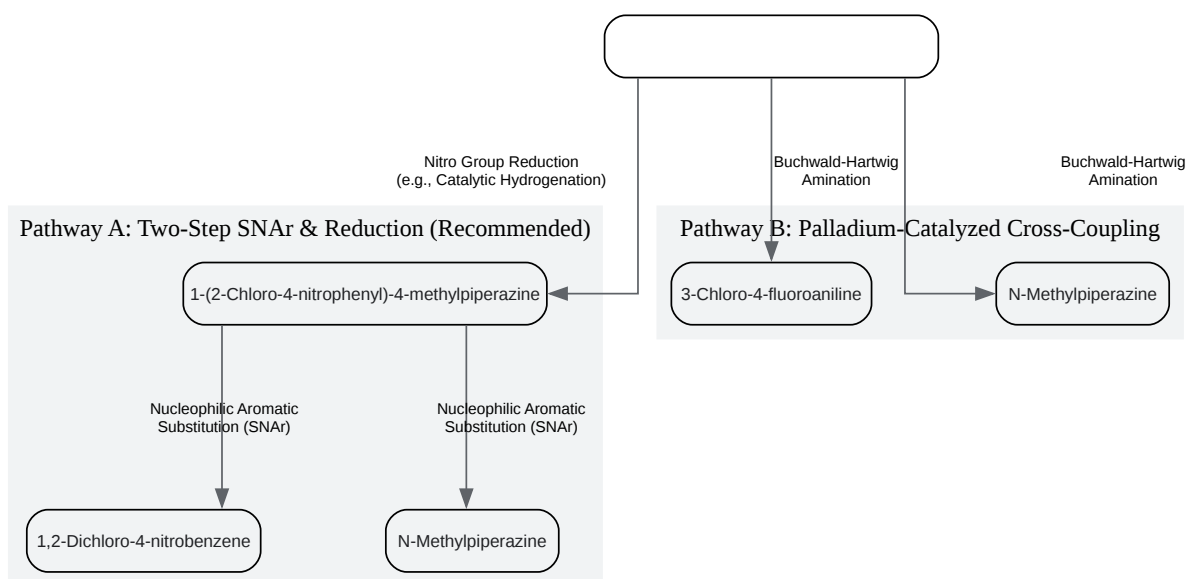 Nitro Group Reduction
(e.g., Catalytic Hydrogenation)
Buchwald-Hartwig
Amination
Buchwald-Hartwig
Amination
Pathway A: Two-Step SNAr & Reduction (Recommended)
Pathway B: Palladium-Catalyzed Cross-Coupling
1-(2-Chloro-4-nitrophenyl)-4-methylpiperazine
3-Chloro-4-fluoroaniline
N-Methylpiperazine
Nucleophilic Aromatic
Substitution (SNAr)
Nucleophilic Aromatic
Substitution (SNAr)
1,2-Dichloro-4-nitrobenzene
N-Methylpiperazine